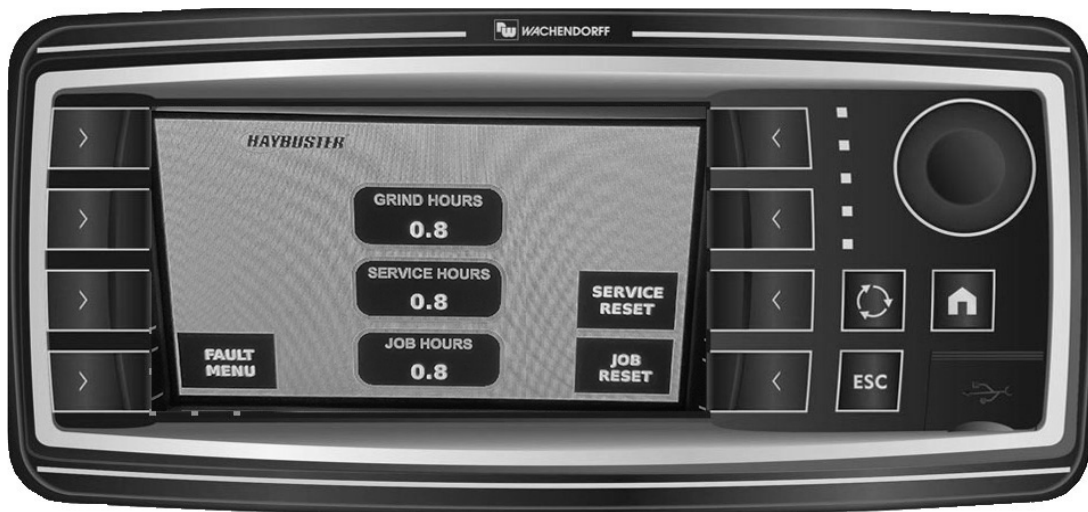 WACHENDORFF
HAYBUSTER
GRIND HOURS
0.8
SERVICE HOURS
0.8
SERVICE
RESET
JOB HOURS
0.8
FAULT
MENU
JOB
RESET
ESC